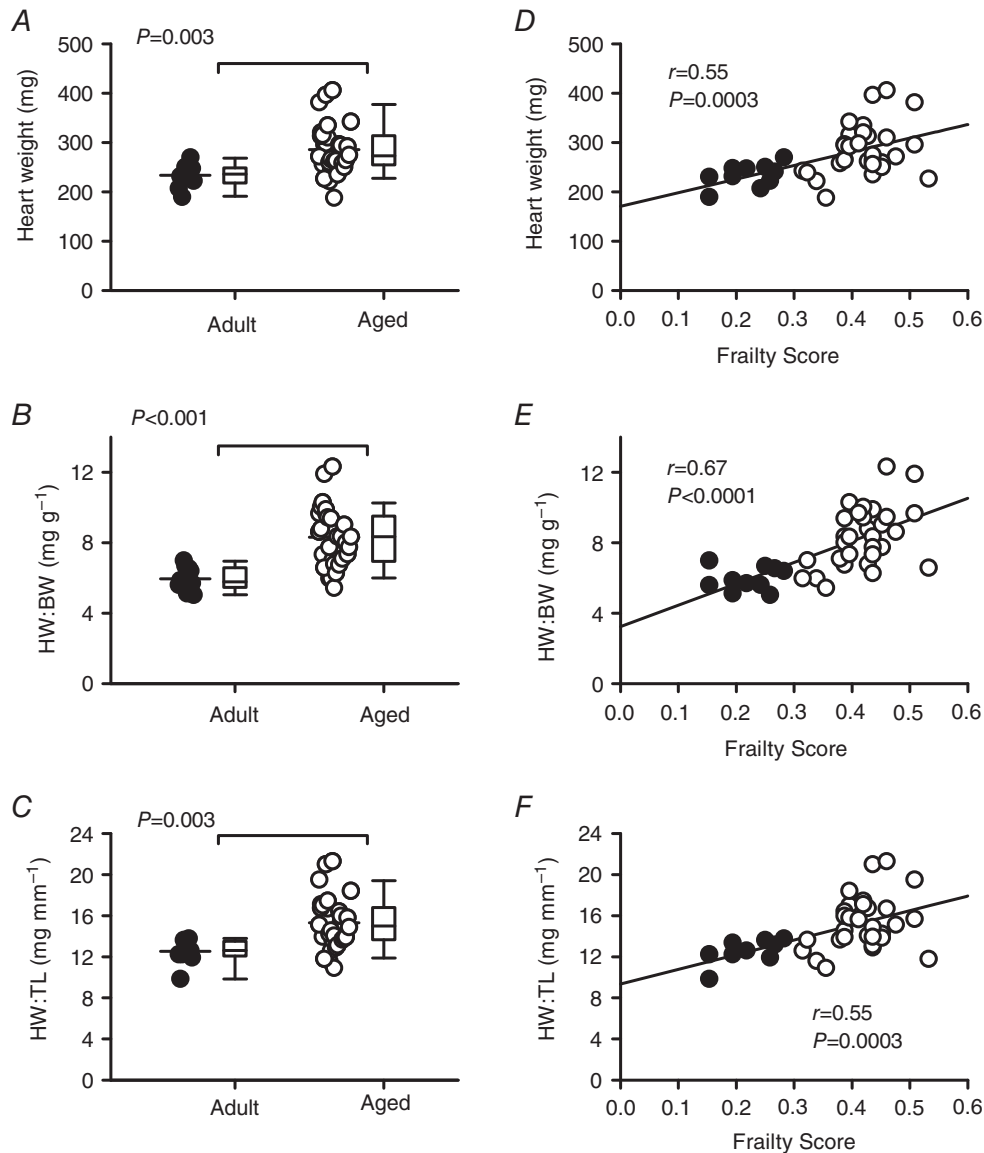 A
P=0.003
Heart weight (mg)
500
400
300
200
100
0
Adult
Aged
D
r=0.55
P=0.0003
Heart weight (mg)
500
400
300
200
100
0
0.0 0.1 0.2 0.3 0.4 0.5 0.6
Frailty Score
B
P<0.001
HW:BW (mg g⁻¹)
12
8
4
0
Adult
Aged
E
r=0.67
P<0.0001
HW:BW (mg g⁻¹)
12
8
4
0
0.0 0.1 0.2 0.3 0.4 0.5 0.6
Frailty Score
C
P=0.003
HW:TL (mg mm⁻¹)
24
20
16
12
8
4
0
Adult
Aged
F
HW:TL (mg mm⁻¹)
24
20
16
12
8
4
0
r=0.55
P=0.0003
0.0 0.1 0.2 0.3 0.4 0.5 0.6
Frailty Score